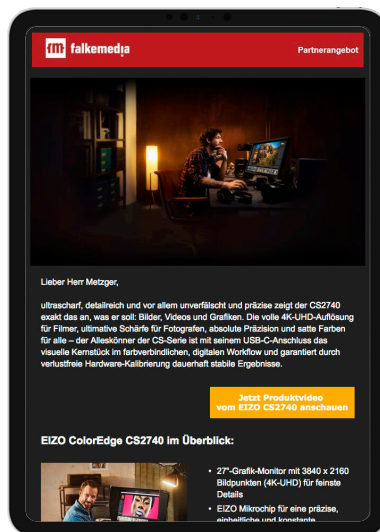 falkemedia
Partnerangebot
Lieber Herr Metzger,
ultrascharf, detailreich und vor allem unverfälscht und präzise zeigt der CS2740
exakt das an, was er soll: Bilder, Videos und Grafiken. Die volle 4K-UHD-Auflösung
für Filmer, ultimative Schärfe für Fotografen, absolute Präzision und satte Farben
für alle – der Alleskönner der CS-Serie ist mit seinem USB-C-Anschluss das
visuelle Kernstück im farbverbindlichen, digitalen Workflow und garantiert durch
verlustfreie Hardware-Kalibrierung dauerhaft stabile Ergebnisse.
Jetzt Produktvideo
vom EIZO CS2740 anschauen
EIZO ColorEdge CS2740 im Überblick:
• 27"-Grafik-Monitor mit 3840 x 2160
Bildpunkten (4K-UHD) für feinste
Details
• EIZO Mikrochip für eine präzise,
einheitliche und konstante